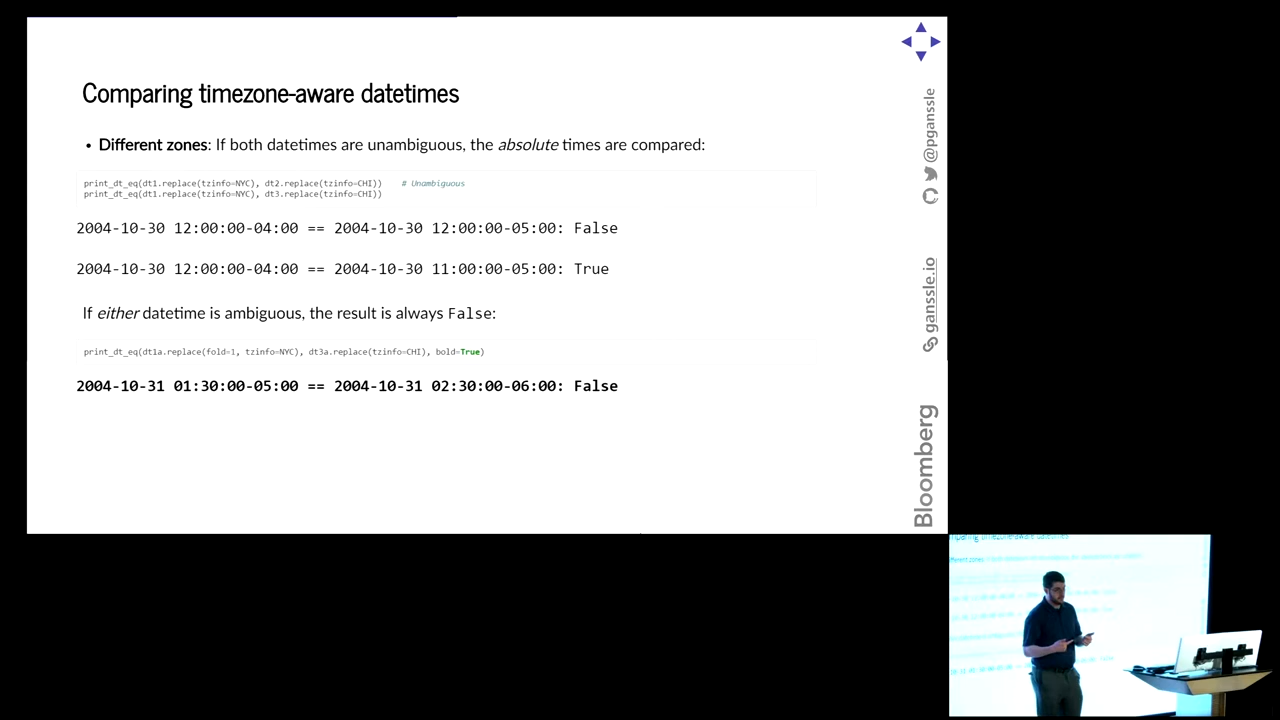 Comparing timezone-aware datetimes
• Different zones: If both datetimes are unambiguous, the absolute times are compared:
print_dt_eq(dt1.replace(tzinfo=NYC), dt2.replace(tzinfo=CHI))    # Unambiguous
print_dt_eq(dt1.replace(tzinfo=NYC), dt3.replace(tzinfo=CHI))
2004-10-30 12:00:00-04:00 == 2004-10-30 12:00:00-05:00: False
2004-10-30 12:00:00-04:00 == 2004-10-30 11:00:00-05:00: True
If either datetime is ambiguous, the result is always False:
print_dt_eq(dt1a.replace(fold=1, tzinfo=NYC), dt3a.replace(tzinfo=CHI), bold=True)
2004-10-31 01:30:00-05:00 == 2004-10-31 02:30:00-06:00: False
@pganssle
ganssle.io
Bloomberg